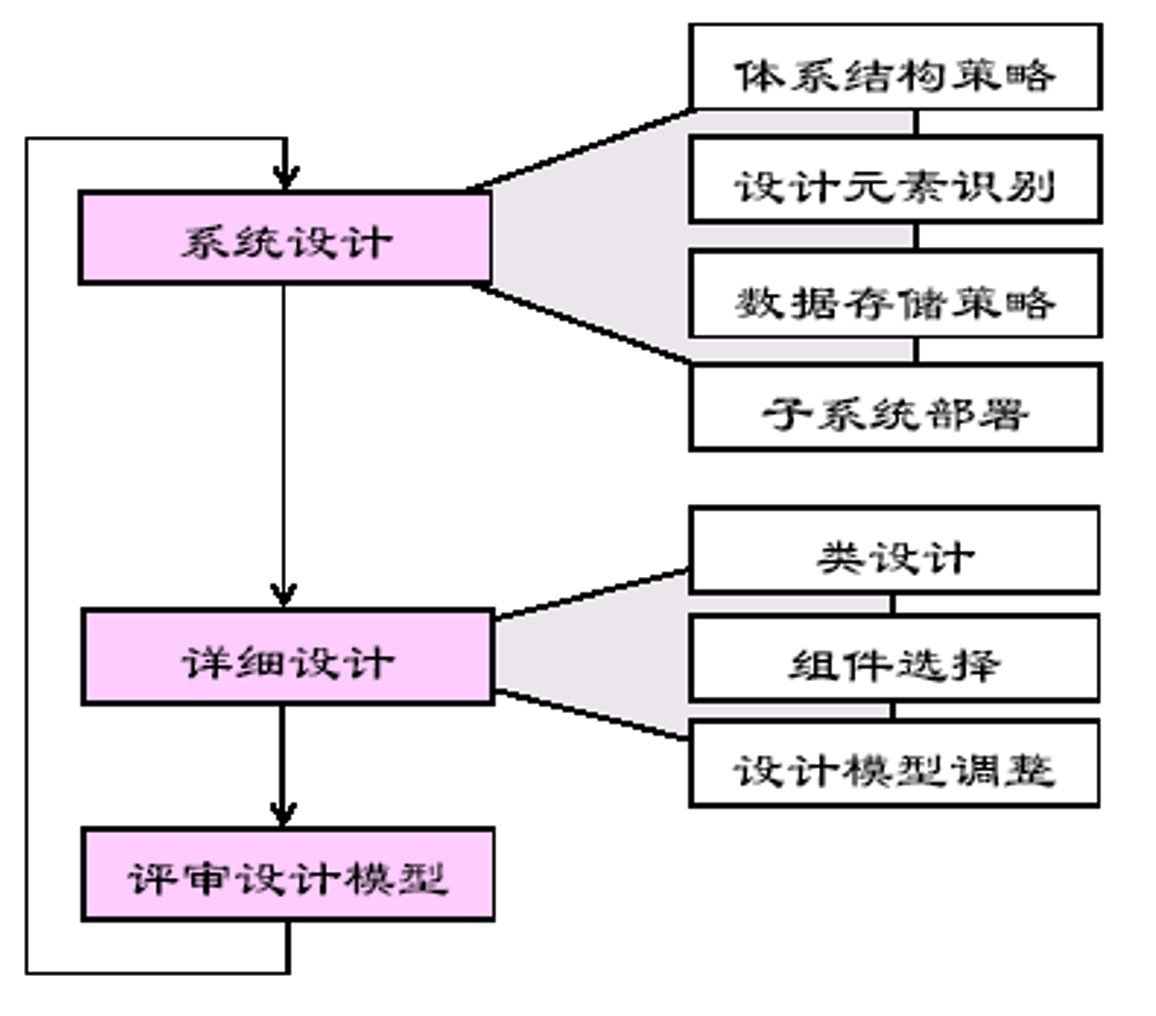 体系结构策略
设计元素识别
系统设计
数据存储策略
子系统部署
类设计
组件选择
详细设计
设计模型调整
评审设计模型